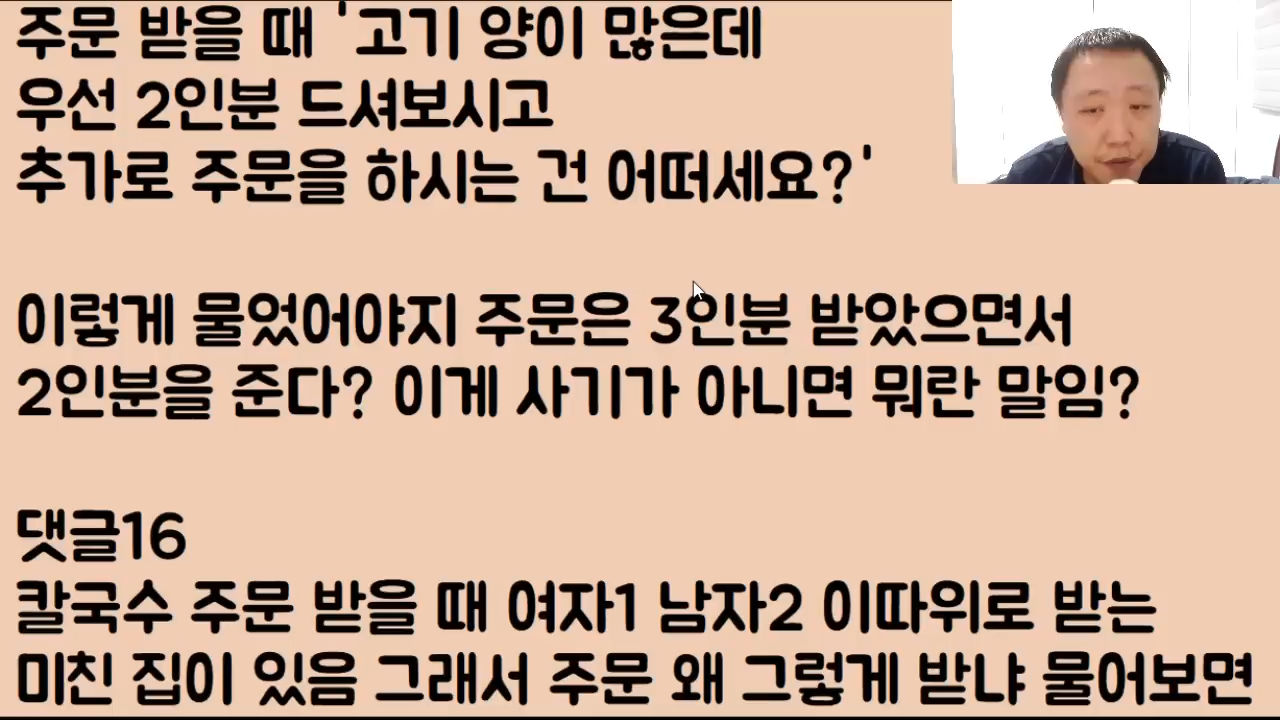 주문 받을 때 '고기 양이 많은데
우선 2인분 드셔보시고
추가로 주문을 하시는 건 어떠세요?'
이렇게 물었어야지 주문은 3인분 받았으면서
2인분을 준다? 이게 사기가 아니면 뭐란 말임?
댓글16
칼국수 주문 받을 때 여자1 남자2 이따위로 받는
미친 집이 있음 그래서 주문 왜 그렇게 받냐 물어보면